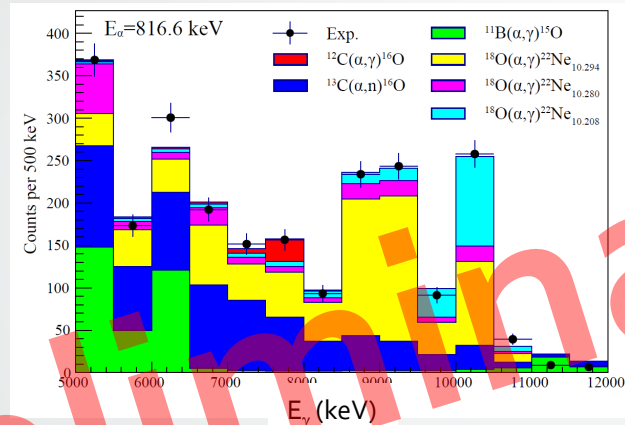 Eα=816.6 keV
Exp.
¹²C(α,γ)¹⁶O
¹³C(α,n)¹⁶O
¹¹B(α,γ)¹⁵O
¹⁸O(α,γ)²²Ne₁₀.₂₉₄
¹⁸O(α,γ)²²Ne₁₀.₂₈₀
¹⁸O(α,γ)²²Ne₁₀.₂₀₈
Counts per 500 keV
400
350
300
250
200
150
100
50
0
5000 6000 7000 8000 9000 10000 11000 12000
Eγ (keV)
limina